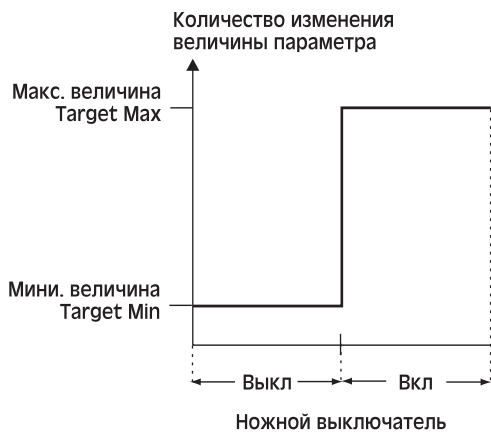 Количество изменения
величины параметра
Макс. величина
Target Max
Мини. величина
Target Min
Выкл
Вкл
Ножной выключатель